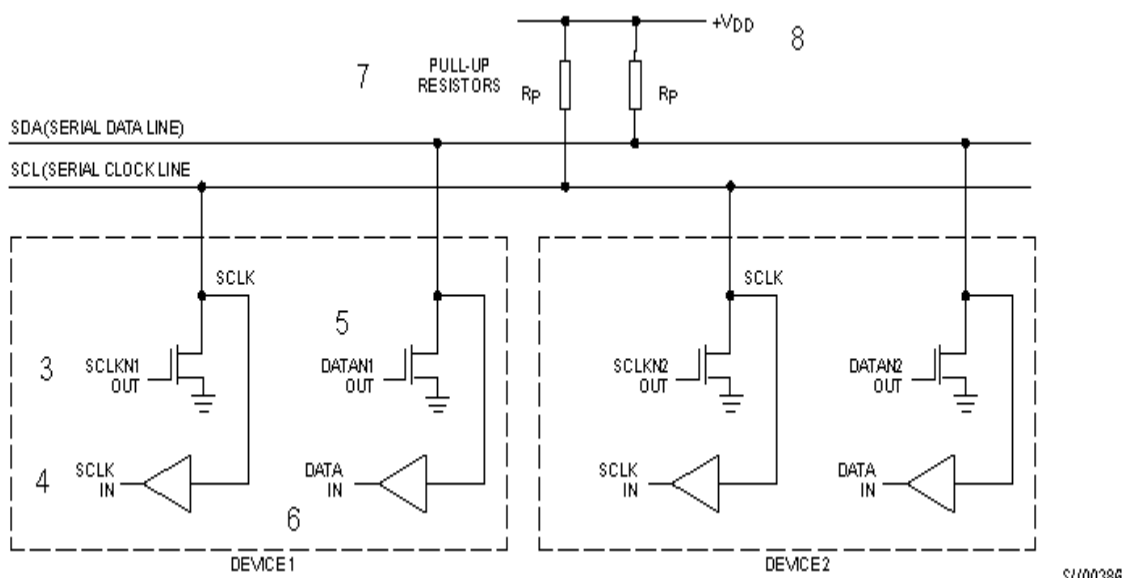 +VDD
8
7
PULL-UP
RESISTORS
RP
RP
SDA(SERIAL DATA LINE)
SCL(SERIAL CLOCK LINE
SCLK
SCLK
5
3
SCLKN1
OUT
DATAN1
OUT
SCLKN2
OUT
DATAN2
OUT
4
SCLK
IN
DATA
IN
SCLK
IN
DATA
IN
6
DEVICE1
DEVICE2